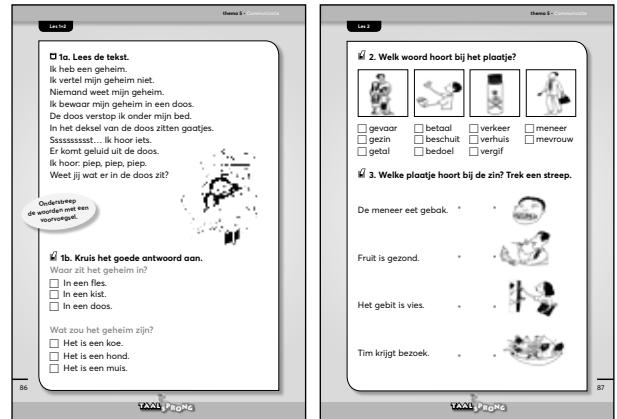 thema 5 - communicatie
Les 1+2
1a. Lees de tekst.
Ik heb een geheim.
Ik vertel mijn geheim niet.
Niemand weet mijn geheim.
Ik bewaar mijn geheim in een doos.
De doos verstop ik onder mijn bed.
In het deksel van de doos zitten gaatjes.
Ssssssssst... Ik hoor iets.
Er komt geluid uit de doos.
Ik hoor: piep, piep, piep.
Weet jij wat er in de doos zit?
Onderstreep
de woorden met een
voorvoegsel.
1b. Kruis het goede antwoord aan.
Waar zit het geheim in?
In een fles.
In een kist.
In een doos.
Wat zou het geheim zijn?
Het is een koe.
Het is een hond.
Het is een muis.
86
TAALSPRONG
thema 5 - communicatie
Les 2
2. Welk woord hoort bij het plaatje?
gevaar
gezin
getal
betaal
beschuit
bedoel
verkeer
verhuis
vergif
meneer
mevrouw
3. Welke plaatje hoort bij de zin? Trek een streep.
De meneer eet gebak.
Fruit is gezond.
Het gebit is vies.
Tim krijgt bezoek.
87
TAALSPRONG